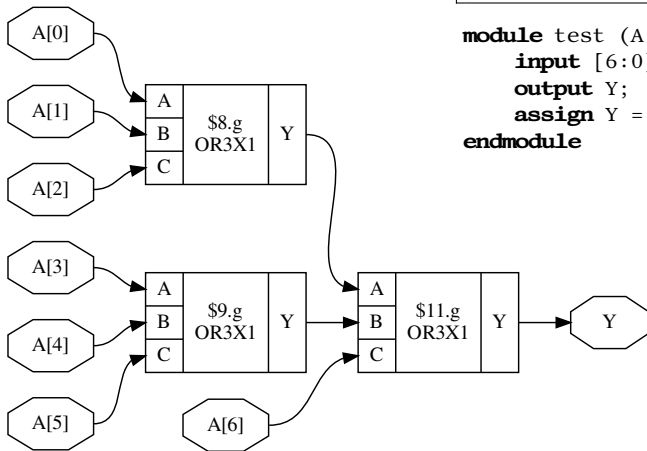 A[0]
A[1]
A[2]
A
B
C
$8.g
OR3X1
Y
A[3]
A[4]
A[5]
A
B
C
$9.g
OR3X1
Y
A[6]
A
B
C
$11.g
OR3X1
Y
Y
module test (A
input [6:0]
output Y;
assign Y =
endmodule